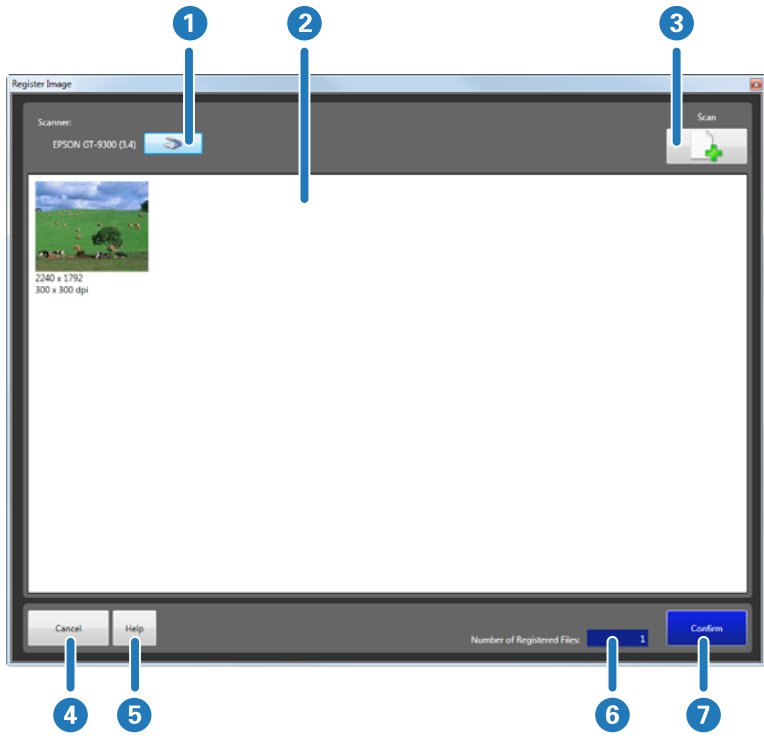 1 2 3
Register Image
Scanner:
EPSON GT-9300 (3.4)
Scan
2240 x 1792
300 x 300 dpi
Cancel Help
Number of Registered Files: 1
Confirm
4 5 6 7